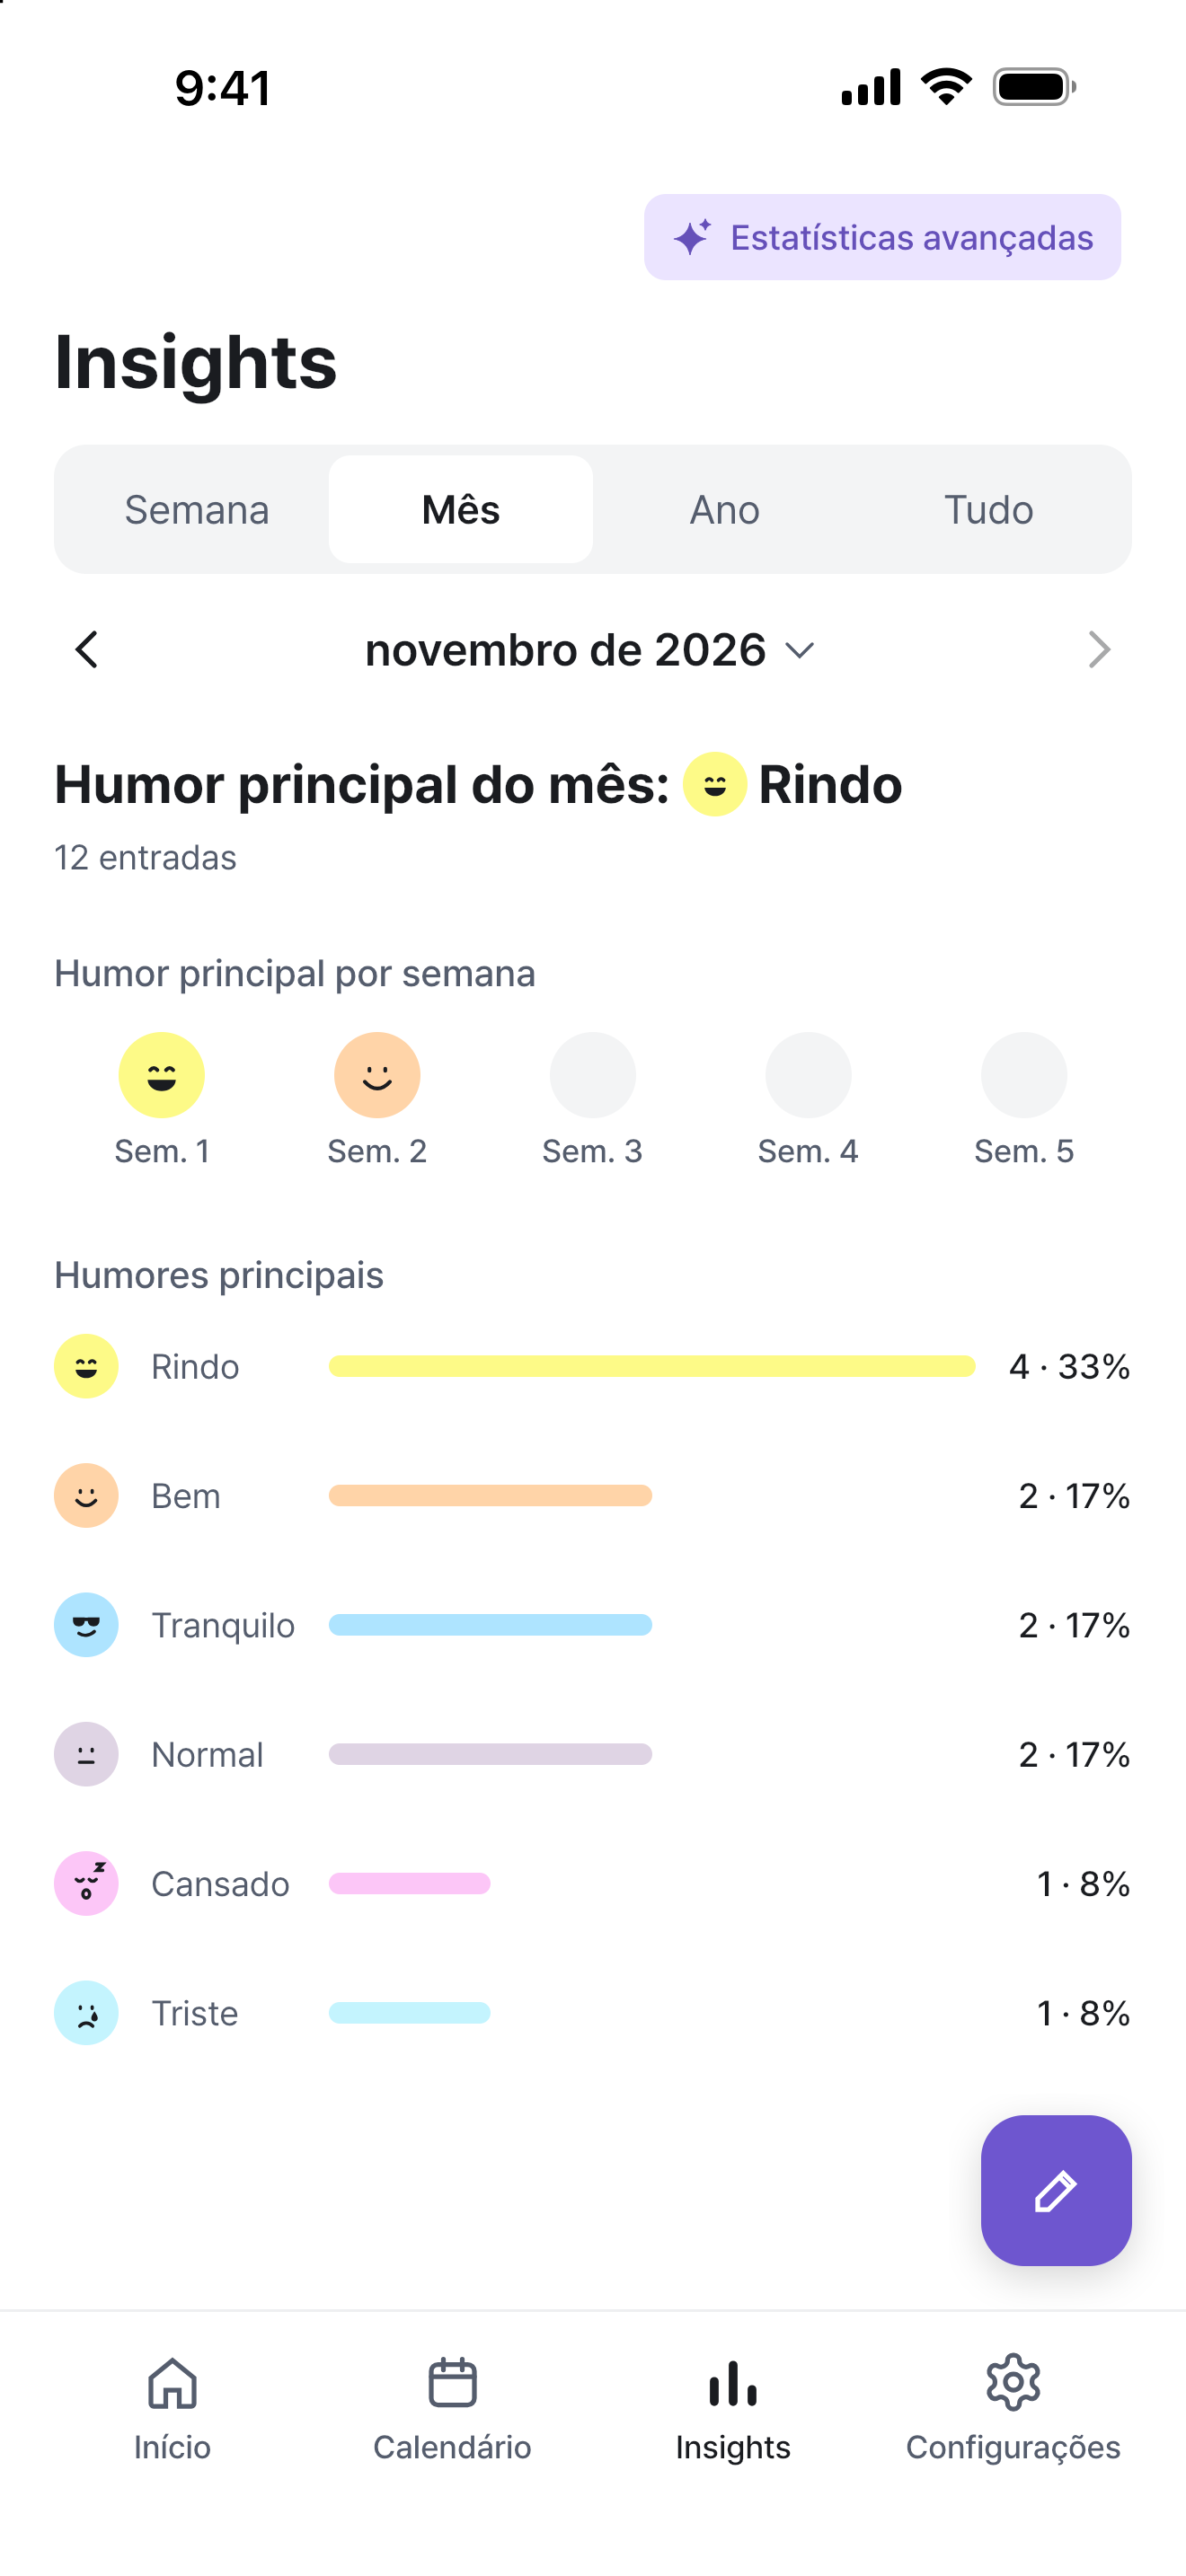 9:41
Estatísticas avançadas
Insights
Semana Mês Ano Tudo
novembro de 2026
Humor principal do mês: Rindo
12 entradas
Humor principal por semana
Sem. 1 Sem. 2 Sem. 3 Sem. 4 Sem. 5
Humores principais
Rindo 4 · 33%
Bem 2 · 17%
Tranquilo 2 · 17%
Normal 2 · 17%
Cansado 1 · 8%
Triste 1 · 8%
Início Calendário Insights Configurações